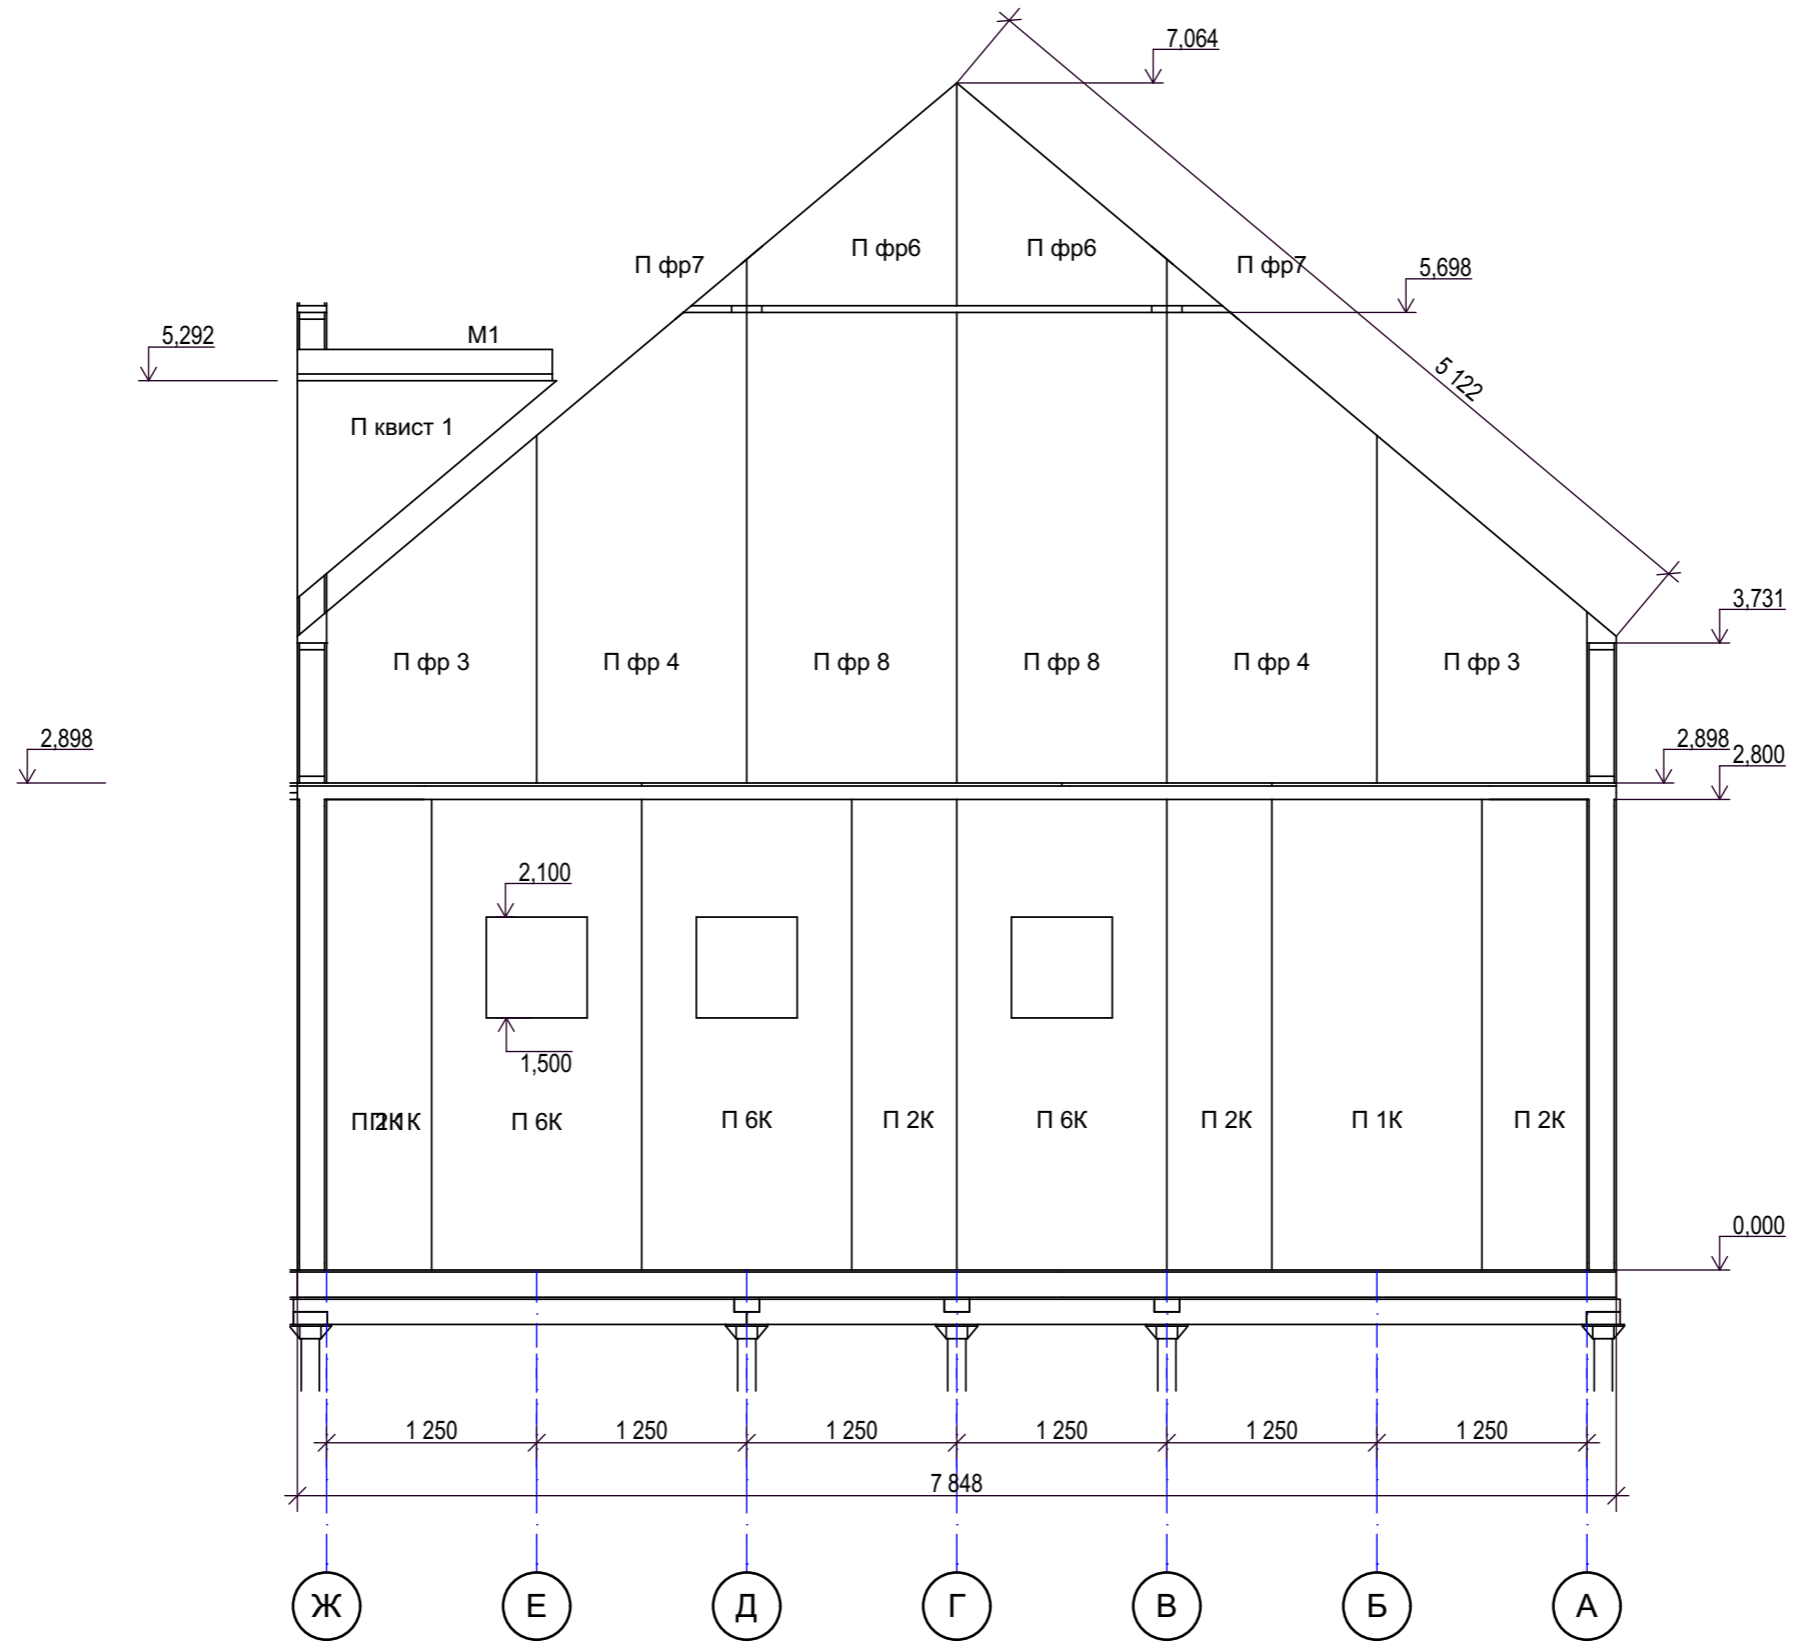 7,064
П фр7
П фр6
П фр6
П фр7
5,698
5,292
М1
5 122
П квист 1
3,731
П фр 3
П фр 4
П фр 8
П фр 8
П фр 4
П фр 3
2,898
2,898
2,800
2,100
1,500
П 2К
П 1К
П 6К
П 6К
П 2К
П 6К
П 2К
П 1К
П 2К
0,000
1 250
1 250
1 250
1 250
1 250
1 250
7 848
Ж
Е
Д
Г
В
Б
А